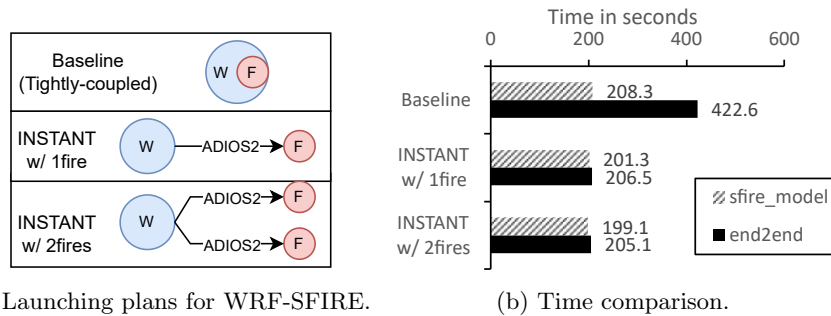 Baseline
(Tightly-coupled)
W
F
INSTANT
w/ 1fire
W
ADIOS2
F
INSTANT
w/ 2fires
W
ADIOS2
F
ADIOS2
F
Launching plans for WRF-SFIRE.
Time in seconds
0
200
400
600
Baseline
208.3
422.6
INSTANT
w/ 1fire
201.3
206.5
INSTANT
w/ 2fires
199.1
205.1
sfire_model
end2end
(b) Time comparison.